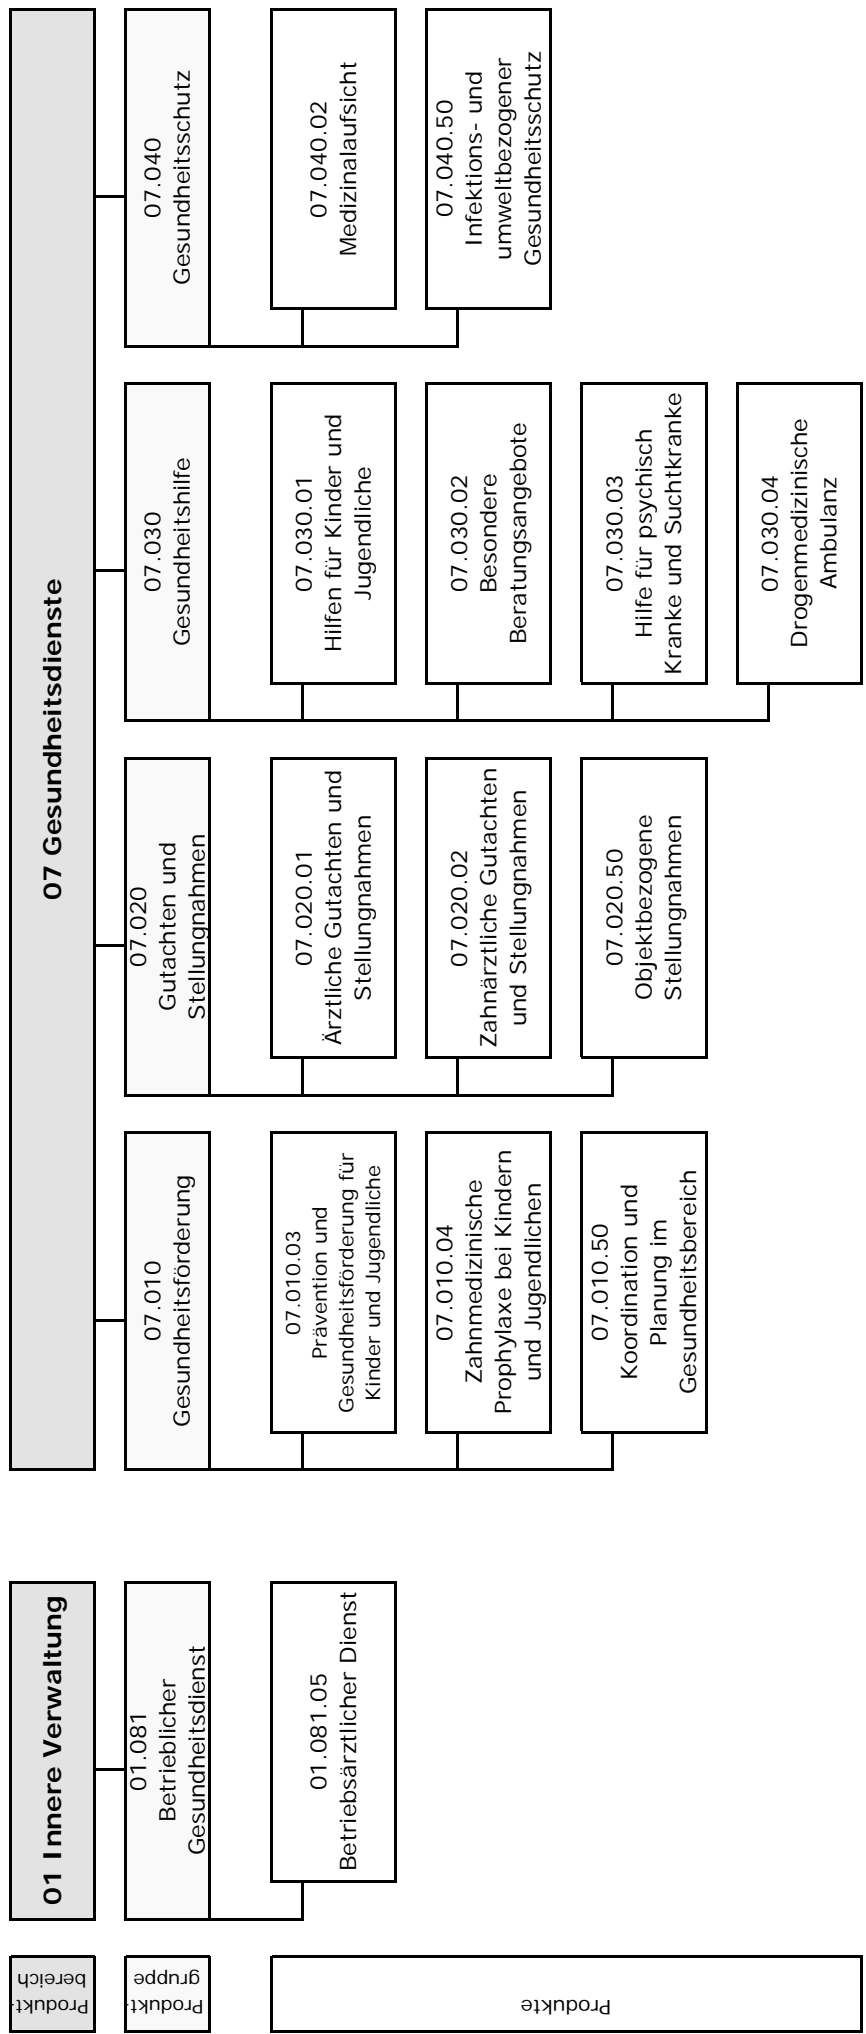 Produkt-
bereich
01 Innere Verwaltung
07 Gesundheitsdienste
Produkt-
gruppe
01.081
Betrieblicher
Gesundheitsdienst
07.010
Gesundheitsförderung
07.020
Gutachten und
Stellungnahmen
07.030
Gesundheitshilfe
07.040
Gesundheitsschutz
Produkte
01.081.05
Betriebsärztlicher Dienst
07.010.03
Prävention und
Gesundheitsförderung für
Kinder und Jugendliche
07.020.01
Ärztliche Gutachten und
Stellungnahmen
07.030.01
Hilfen für Kinder und
Jugendliche
07.040.02
Medizinalaufsicht
07.010.04
Zahnmedizinische
Prophylaxe bei Kindern
und Jugendlichen
07.020.02
Zahnärztliche Gutachten
und Stellungnahmen
07.030.02
Besondere
Beratungsangebote
07.040.50
Infektions- und
umweltbezogener
Gesundheitsschutz
07.010.50
Koordination und
Planung im
Gesundheitsbereich
07.020.50
Objektbezogene
Stellungnahmen
07.030.03
Hilfe für psychisch
Kranke und Suchtkranke
07.030.04
Drogenmedizinische
Ambulanz